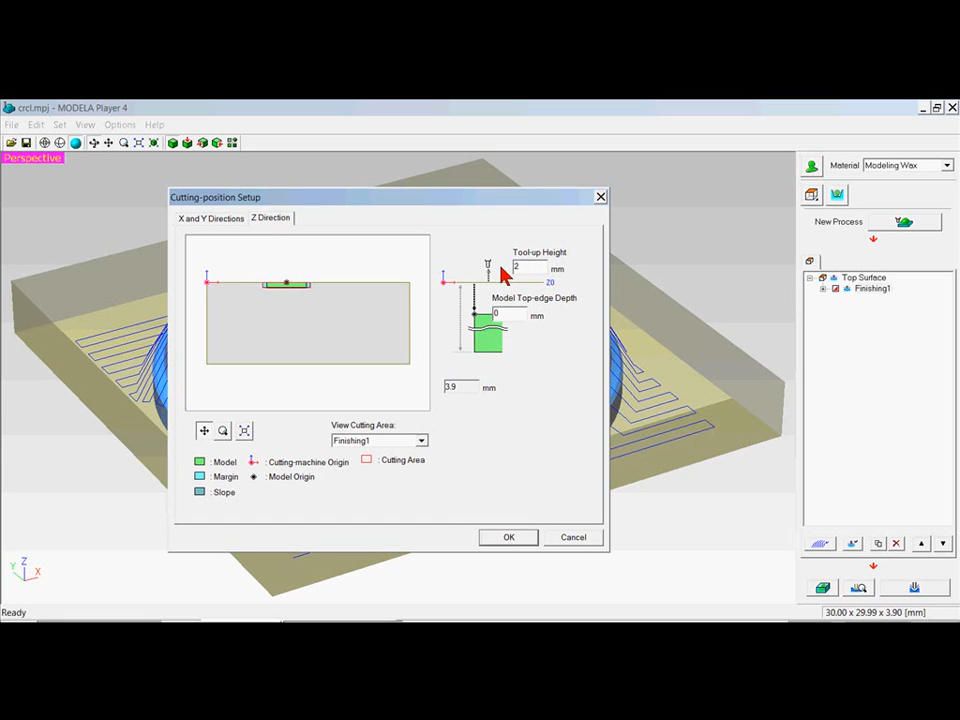 crcl.mpj - MODELA Player 4
File Edit Set View Options Help
Perspective
Material Modeling Wax
New Process
Top Surface
Finishing1
Cutting-position Setup
X and Y Directions Z Direction
Tool-up Height
2 mm
Z0
Model Top-edge Depth
0 mm
3.9 mm
View Cutting Area:
Finishing1
: Model : Cutting-machine Origin : Cutting Area
: Margin : Model Origin
: Slope
OK Cancel
Z
Y X
Ready 30.00 x 29.99 x 3.90 [mm]